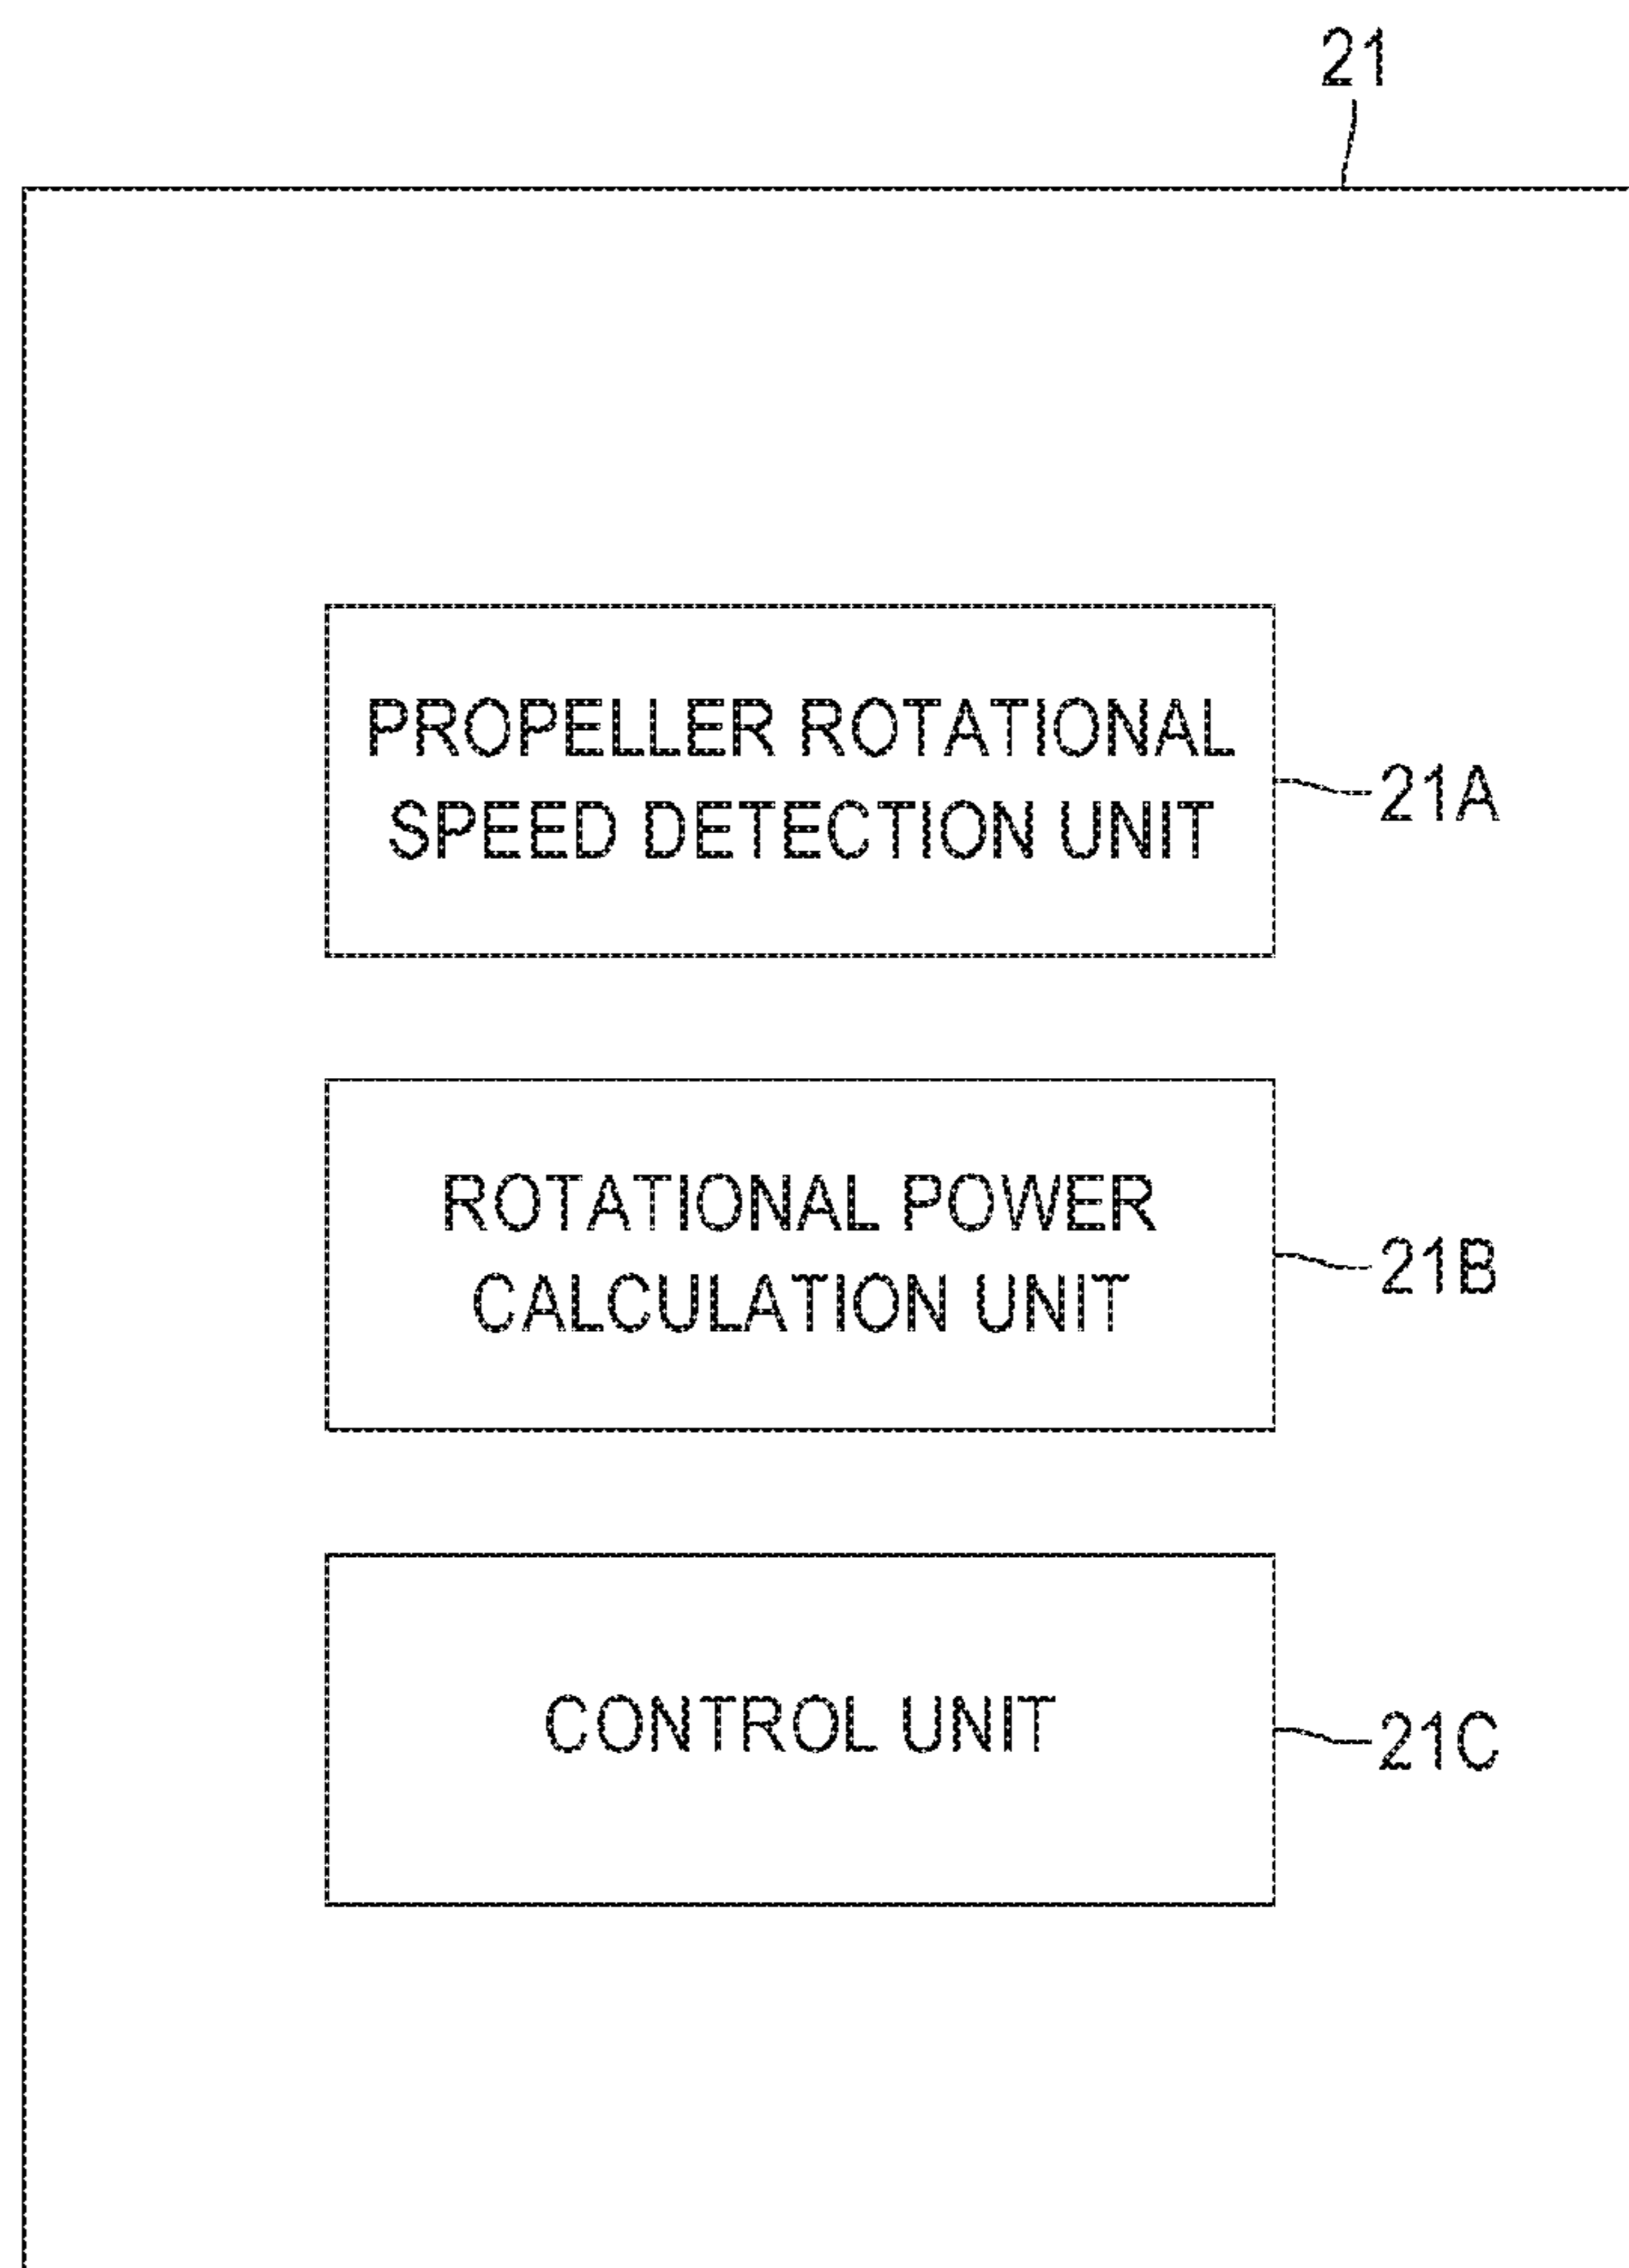 21
PROPELLER ROTATIONAL
SPEED DETECTION UNIT
21A
ROTATIONAL POWER
CALCULATION UNIT
21B
CONTROL UNIT
21C